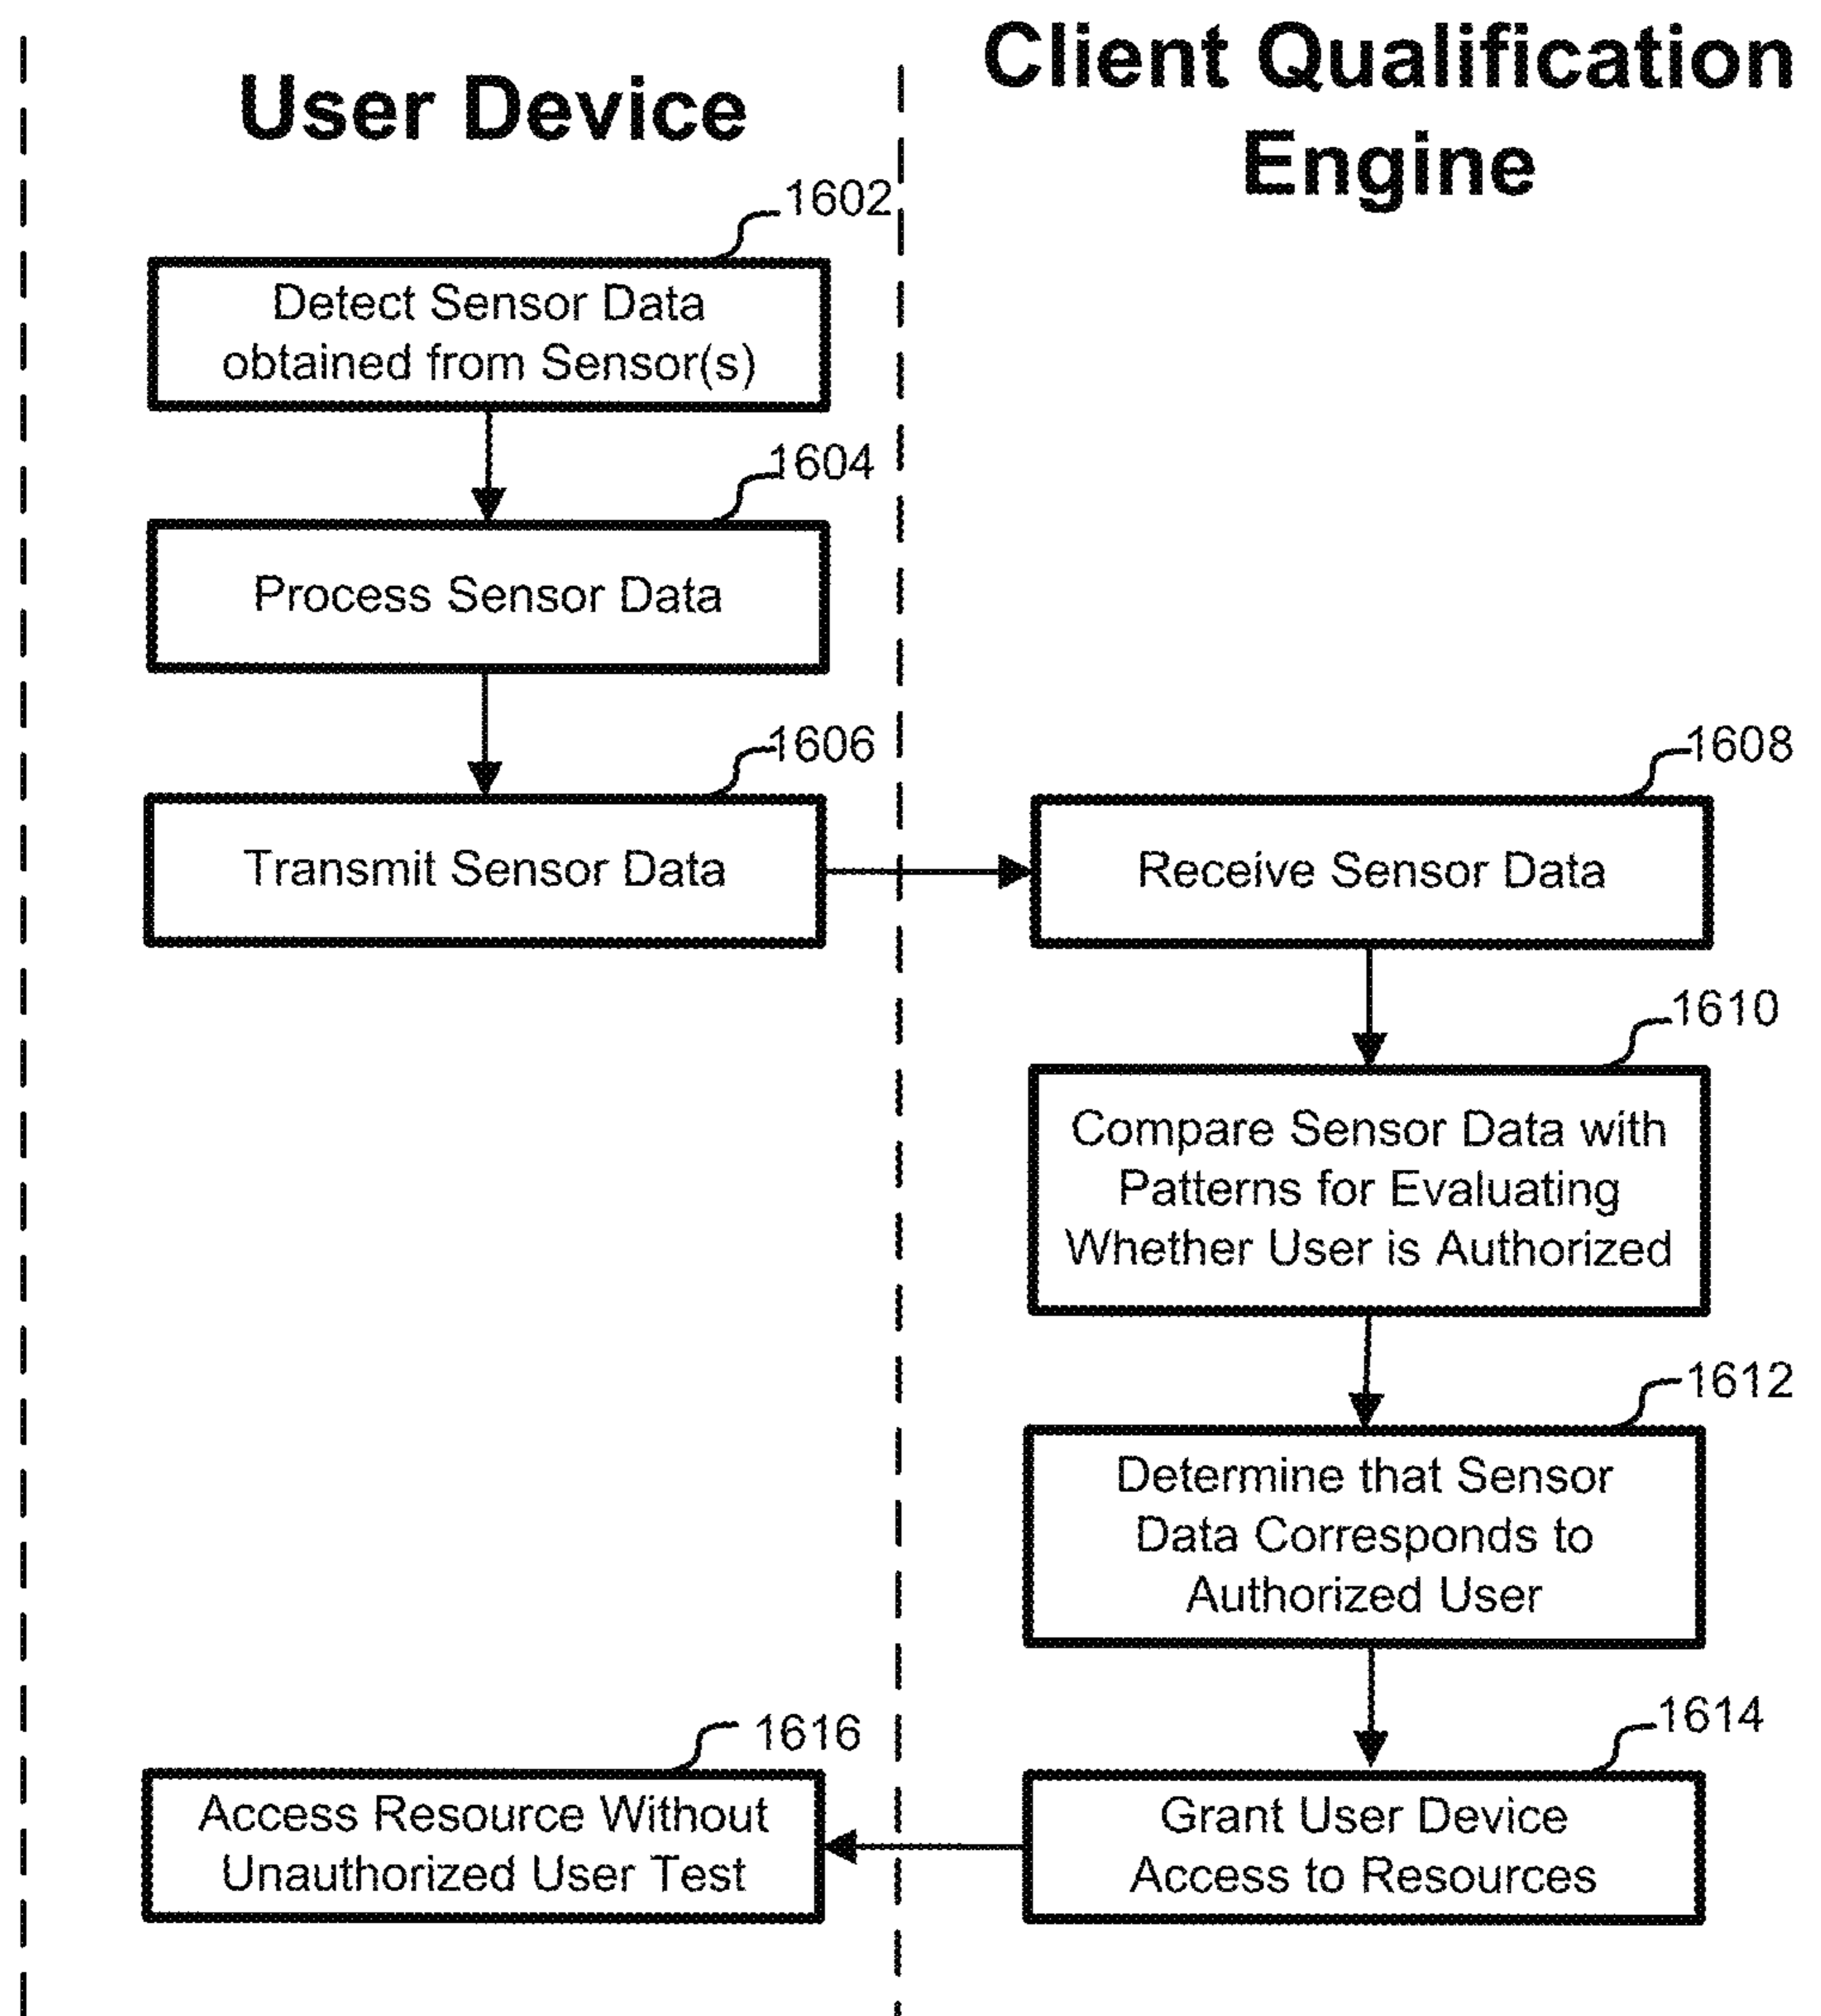 User Device
Client Qualification
Engine
1602
Detect Sensor Data
obtained from Sensor(s)
1604
Process Sensor Data
1606
Transmit Sensor Data
1608
Receive Sensor Data
1610
Compare Sensor Data with
Patterns for Evaluating
Whether User is Authorized
1612
Determine that Sensor
Data Corresponds to
Authorized User
1614
Grant User Device
Access to Resources
1616
Access Resource Without
Unauthorized User Test